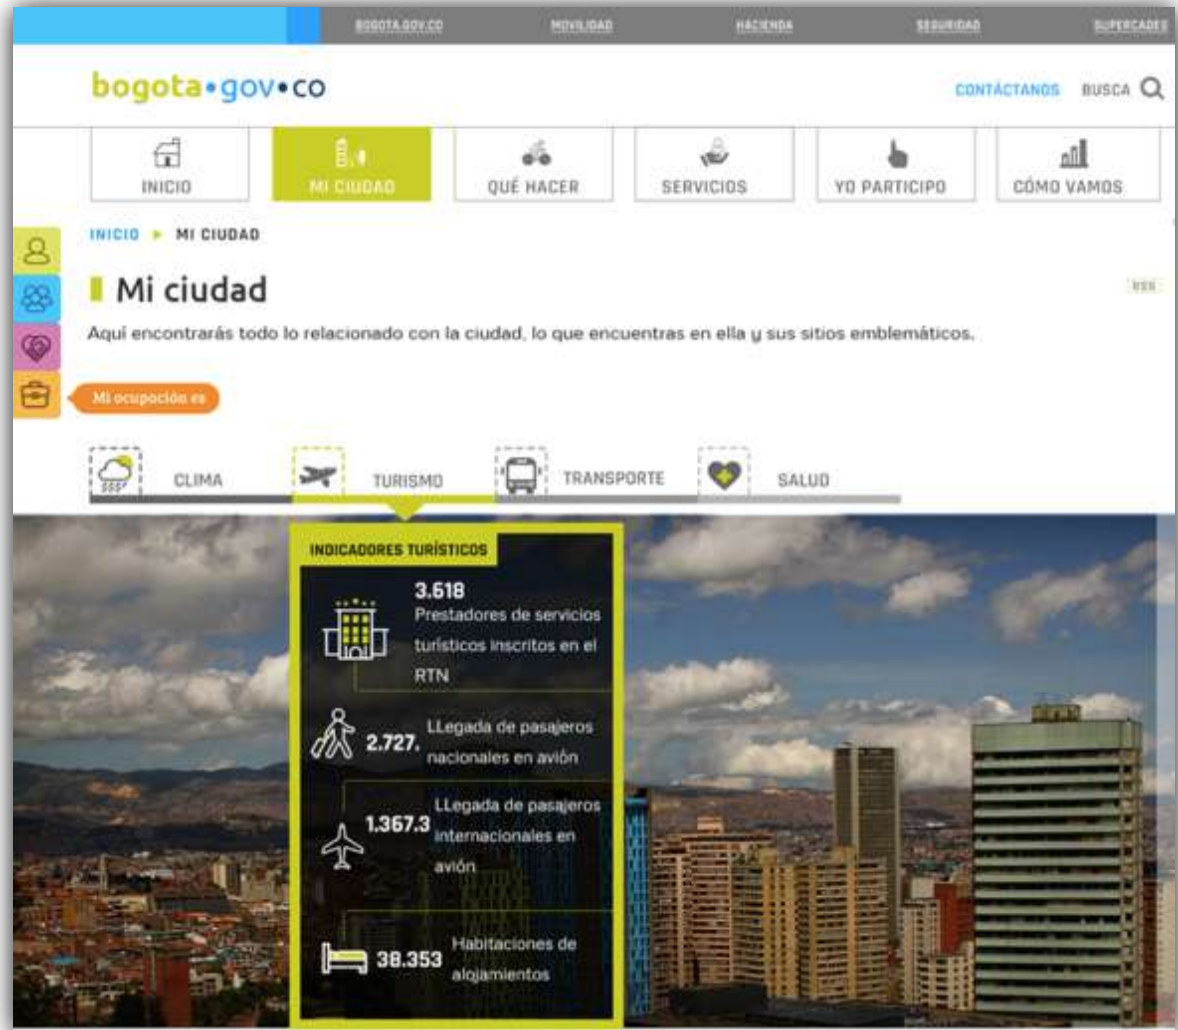 BOGOTA.GOV.CO MOVILIDAD HACIENDA SEGURIDAD SUPERCADES
bogota•gov•co
CONTÁCTANOS BUSCA
INICIO MI CIUDAD QUÉ HACER SERVICIOS YO PARTICIPO CÓMO VAMOS
INICIO ▸ MI CIUDAD
Mi ciudad
Aquí encontrarás todo lo relacionado con la ciudad, lo que encuentras en ella y sus sitios emblemáticos.
Mi ocupación es
CLIMA TURISMO TRANSPORTE SALUD
INDICADORES TURÍSTICOS
3.618
Prestadores de servicios
turísticos inscritos en el
RTN
2.727.
LLegada de pasajeros
nacionales en avión
1.367.3
LLegada de pasajeros
internacionales en
avión
38.353
Habitaciones de
alojamientos